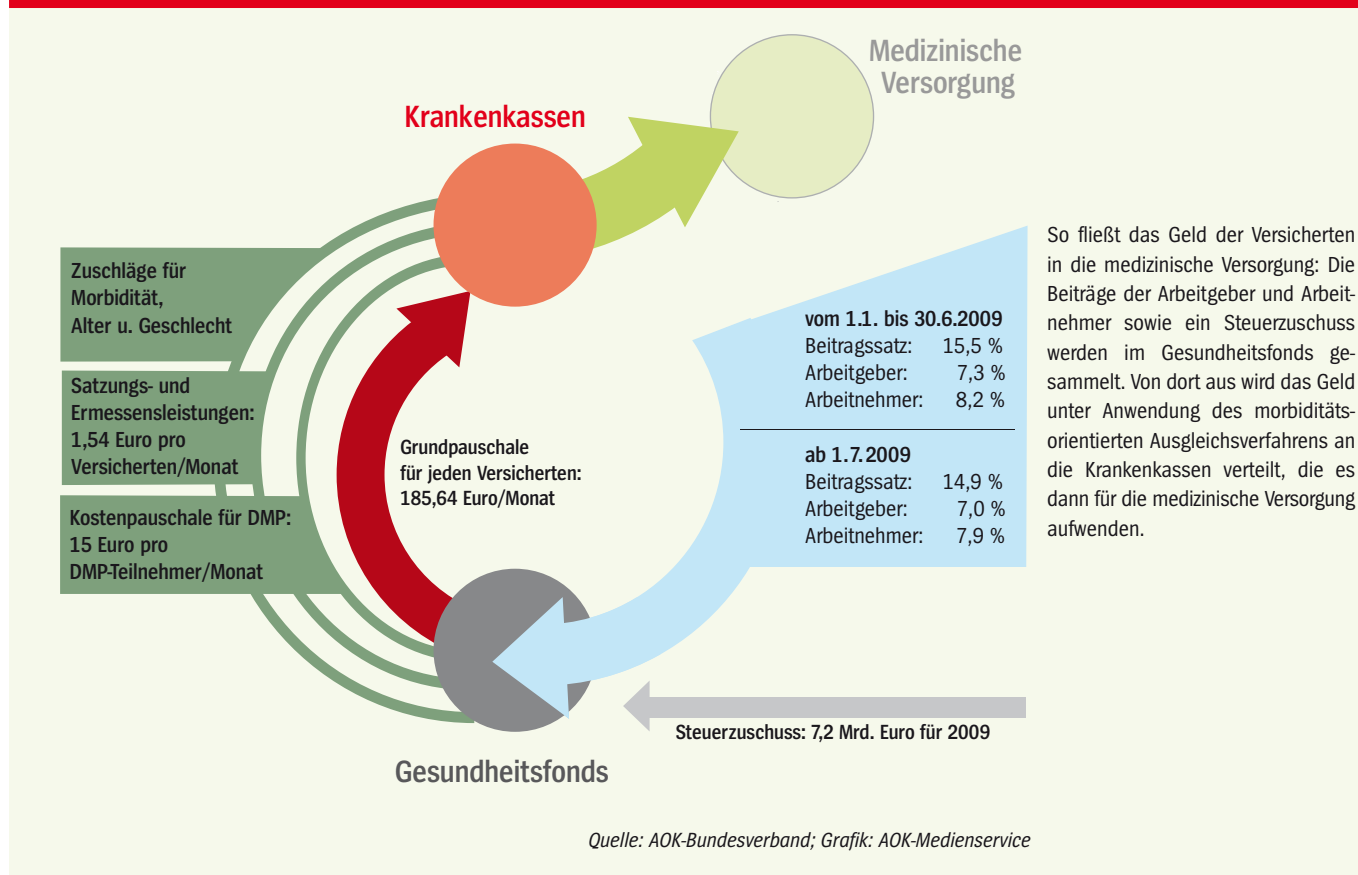 Medizinische
Versorgung
Krankenkassen
Zuschläge für
Morbidität,
Alter u. Geschlecht
Satzungs- und
Ermessensleistungen:
1,54 Euro pro
Versicherten/Monat
Kostenpauschale für DMP:
15 Euro pro
DMP-Teilnehmer/Monat
Grundpauschale
für jeden Versicherten:
185,64 Euro/Monat
vom 1.1. bis 30.6.2009
Beitragssatz: 15,5 %
Arbeitgeber: 7,3 %
Arbeitnehmer: 8,2 %
ab 1.7.2009
Beitragssatz: 14,9 %
Arbeitgeber: 7,0 %
Arbeitnehmer: 7,9 %
So fließt das Geld der Versicherten
in die medizinische Versorgung: Die
Beiträge der Arbeitgeber und Arbeit-
nehmer sowie ein Steuerzuschuss
werden im Gesundheitsfonds ge-
sammelt. Von dort aus wird das Geld
unter Anwendung des morbiditäts-
orientierten Ausgleichsverfahrens an
die Krankenkassen verteilt, die es
dann für die medizinische Versorgung
aufwenden.
Steuerzuschuss: 7,2 Mrd. Euro für 2009
Gesundheitsfonds
Quelle: AOK-Bundesverband; Grafik: AOK-Medienservice